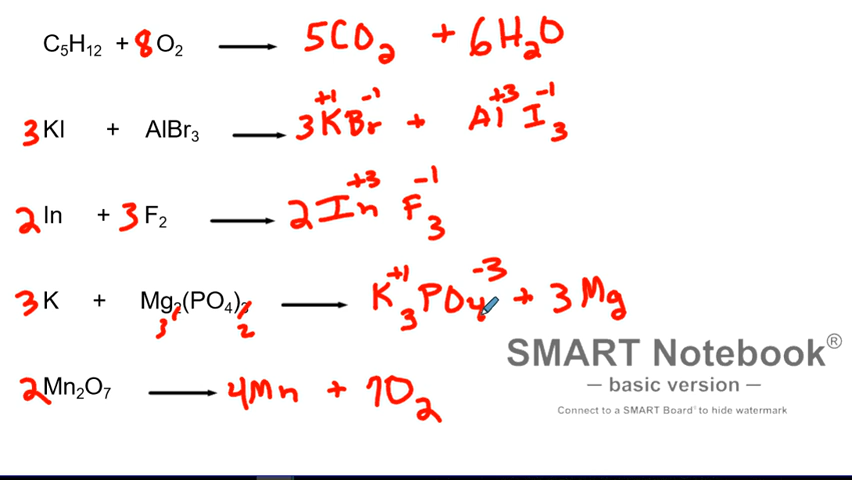 C₅H₁₂ + 8O₂ ⟶ 5CO₂ + 6H₂O
+1 -1 +3 -1
3KI + AlBr₃ ⟶ 3KBr + AlI₃
+3 -1
2In + 3F₂ ⟶ 2InF₃
+1 -3
3K + Mg₂(PO₄)₃ ⟶ K₃PO₄ + 3Mg
3 2
2Mn₂O₇ ⟶ 4Mn + 7O₂
SMART Notebook®
— basic version —
Connect to a SMART Board® to hide watermark